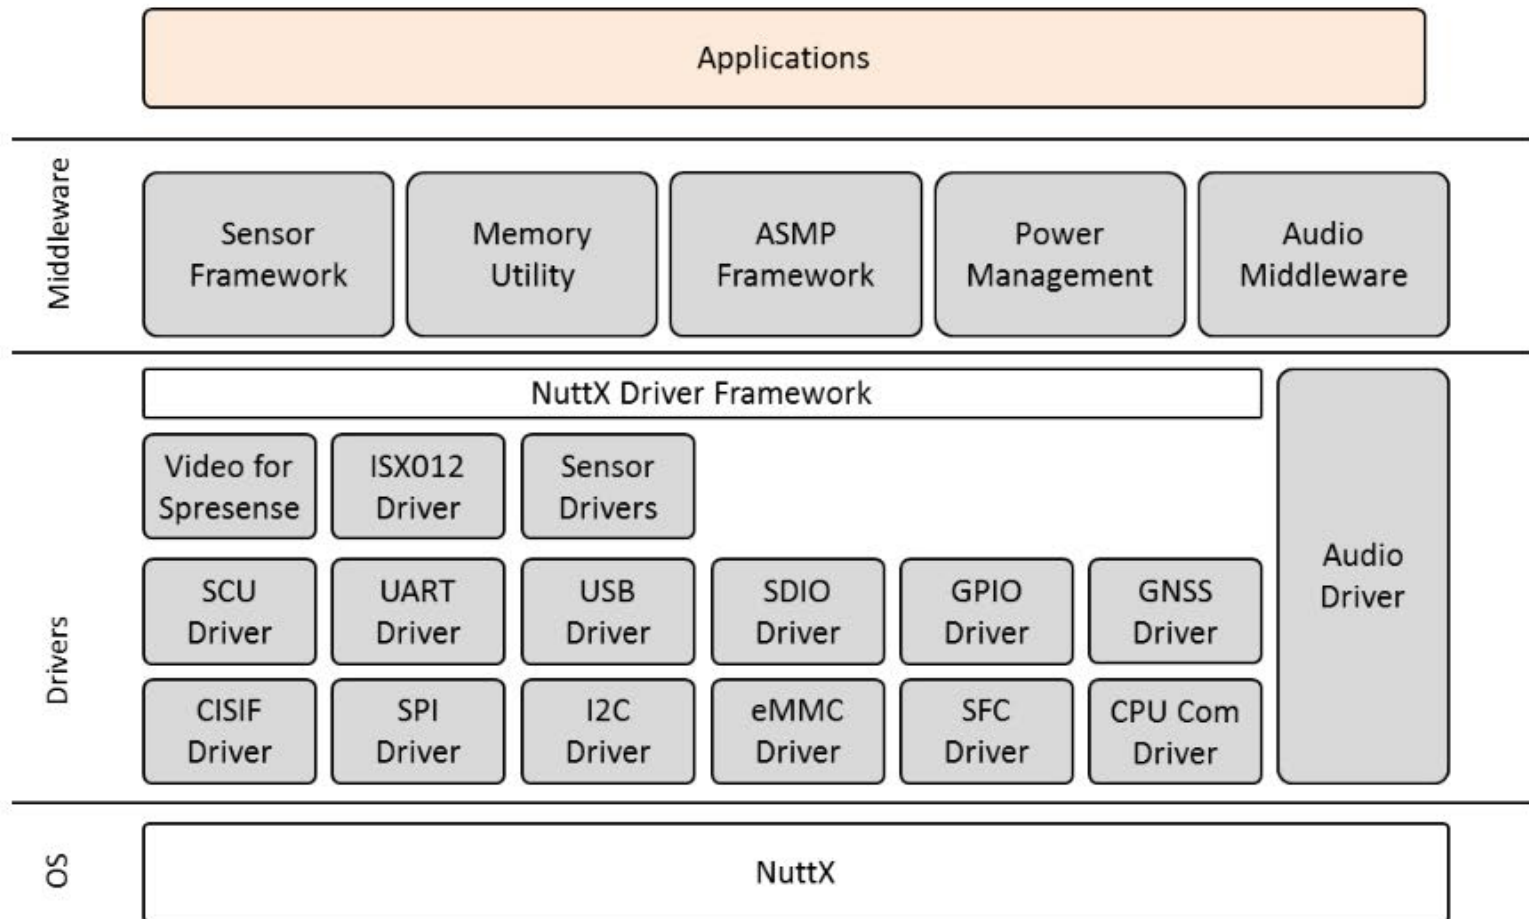 Applications
Middleware
Sensor
Framework
Memory
Utility
ASMP
Framework
Power
Management
Audio
Middleware
Drivers
NuttX Driver Framework
Video for
Spresense
ISX012
Driver
Sensor
Drivers
Audio
Driver
SCU
Driver
UART
Driver
USB
Driver
SDIO
Driver
GPIO
Driver
GNSS
Driver
CISIF
Driver
SPI
Driver
I2C
Driver
eMMC
Driver
SFC
Driver
CPU Com
Driver
OS
NuttX